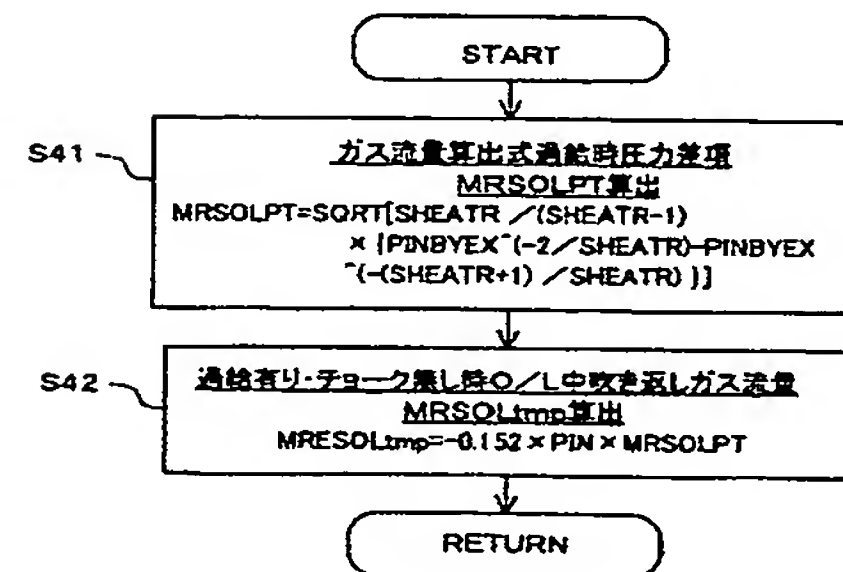 START
S41
ガス流量算出式過給時圧力差項
MRSOLPT算出
MRSOLPT=SQRT[SHEATR／(SHEATR-1)
×{PINBYEX^(-2／SHEATR)-PINBYEX
^(-(SHEATR+1)／SHEATR)}]
S42
過給有り・チョーク無し時O／L中吹き返しガス流量
MRSOLtmp算出
MRESOLtmp=-0.152×PIN×MRSOLPT
RETURN